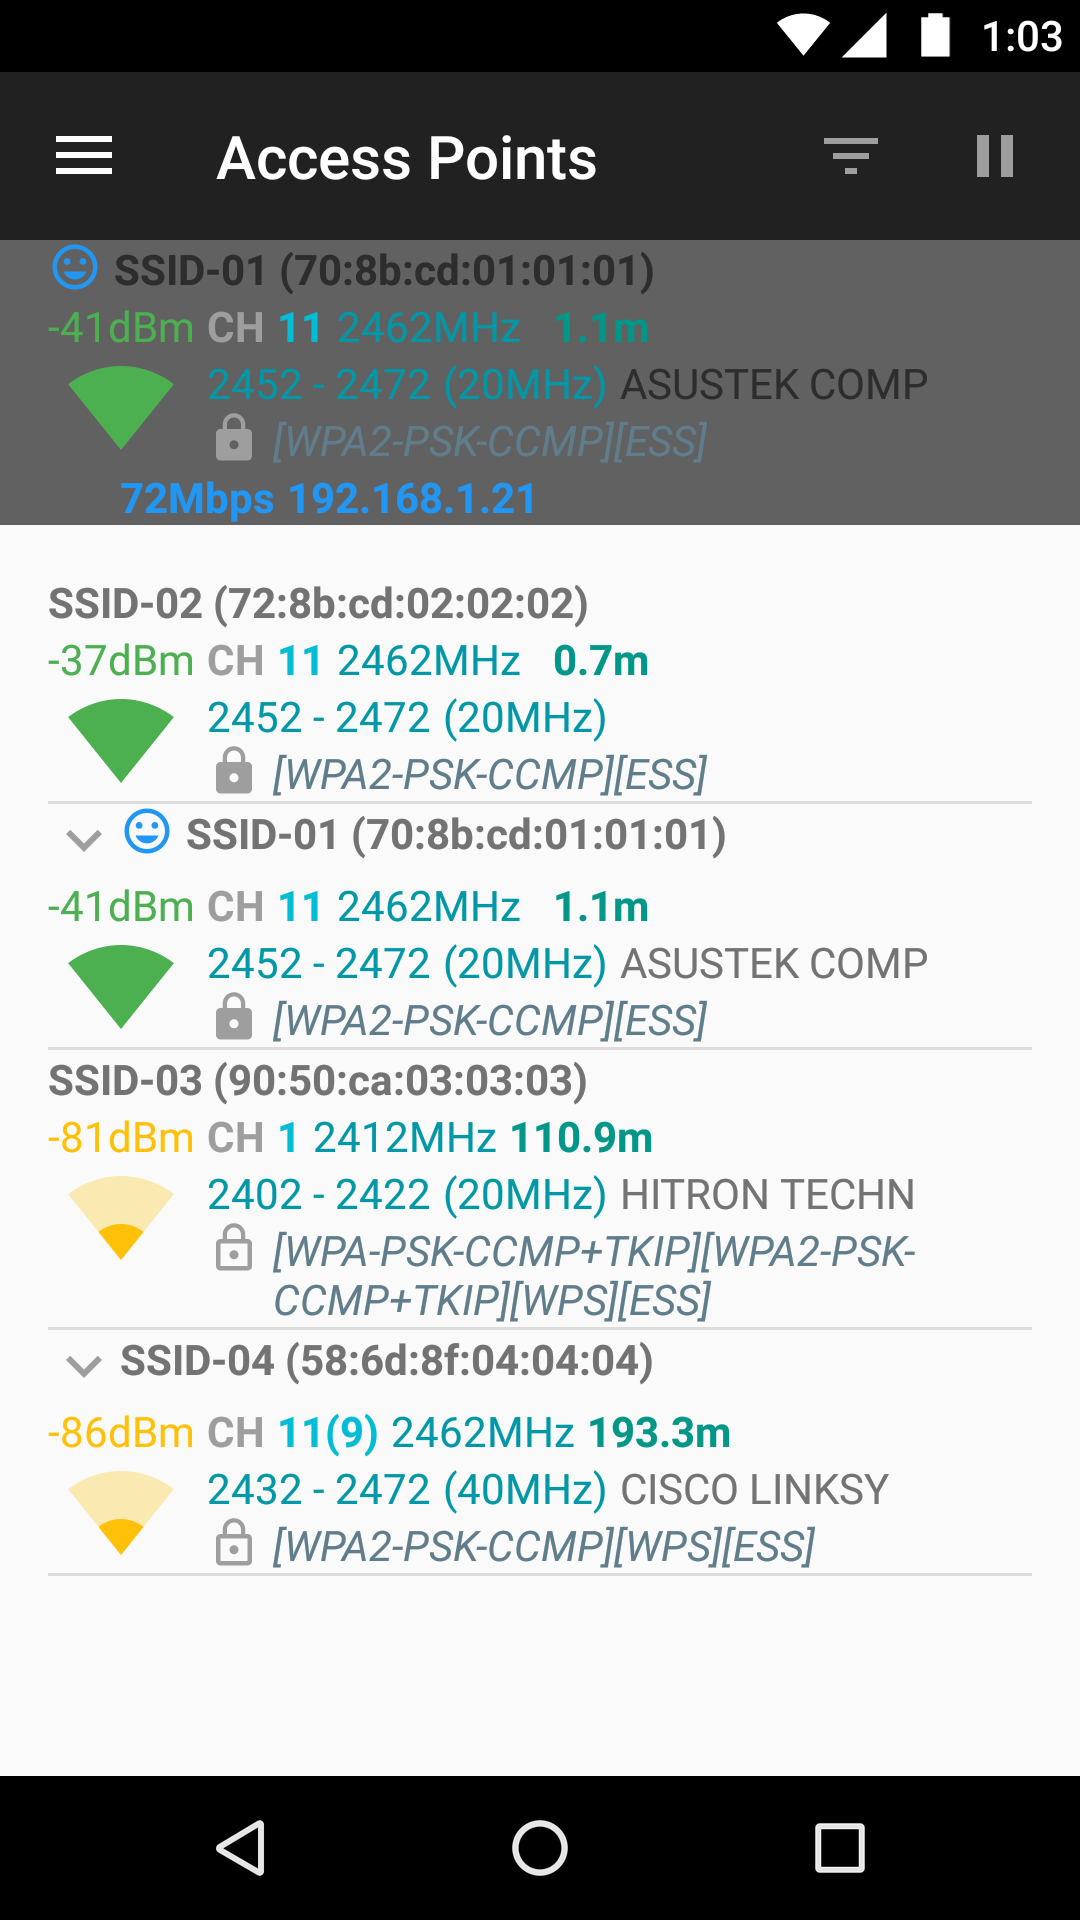 1:03
Access Points
SSID-01 (70:8b:cd:01:01:01)
-41dBm CH 11 2462MHz 1.1m
2452 - 2472 (20MHz) ASUSTEK COMP
[WPA2-PSK-CCMP][ESS]
72Mbps 192.168.1.21
SSID-02 (72:8b:cd:02:02:02)
-37dBm CH 11 2462MHz 0.7m
2452 - 2472 (20MHz)
[WPA2-PSK-CCMP][ESS]
SSID-01 (70:8b:cd:01:01:01)
-41dBm CH 11 2462MHz 1.1m
2452 - 2472 (20MHz) ASUSTEK COMP
[WPA2-PSK-CCMP][ESS]
SSID-03 (90:50:ca:03:03:03)
-81dBm CH 1 2412MHz 110.9m
2402 - 2422 (20MHz) HITRON TECHN
[WPA-PSK-CCMP+TKIP][WPA2-PSK-
CCMP+TKIP][WPS][ESS]
SSID-04 (58:6d:8f:04:04:04)
-86dBm CH 11(9) 2462MHz 193.3m
2432 - 2472 (40MHz) CISCO LINKSY
[WPA2-PSK-CCMP][WPS][ESS]